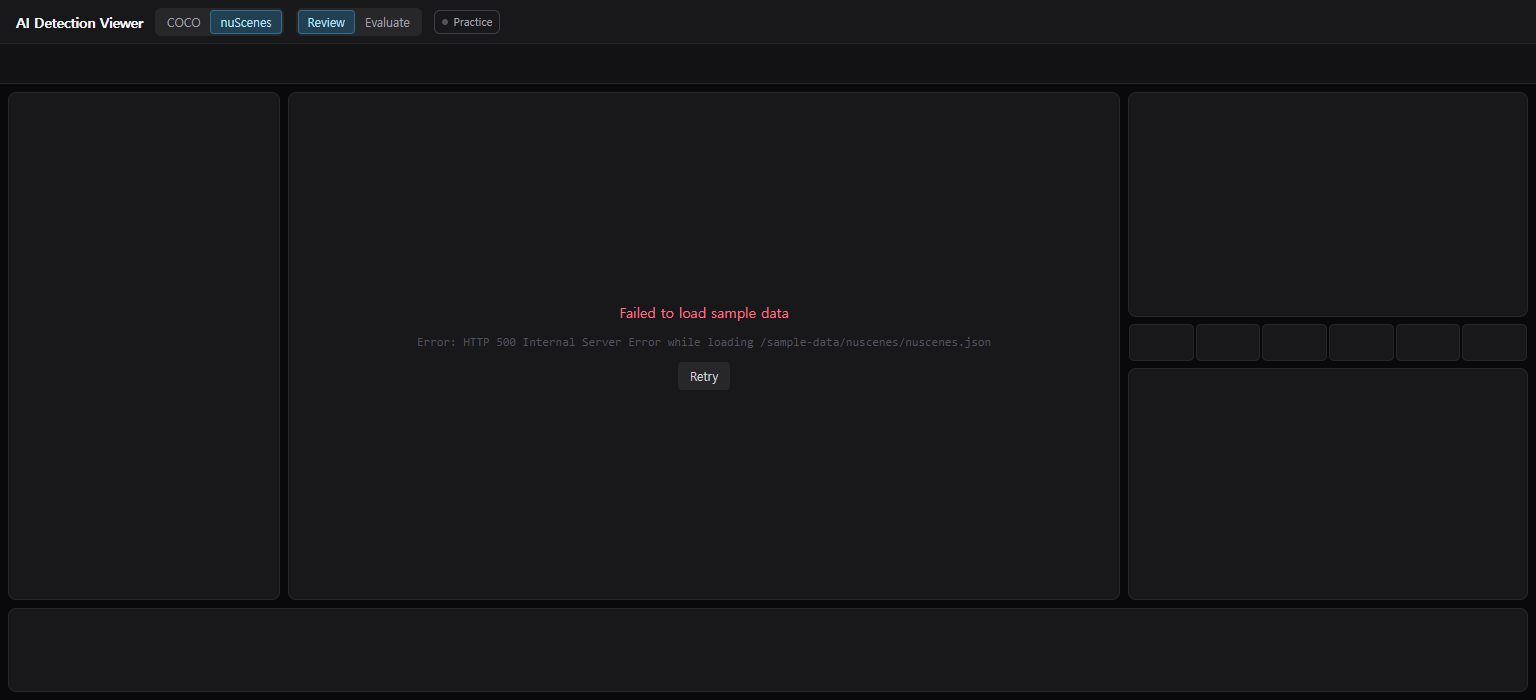 AI Detection Viewer COCO nuScenes Review Evaluate Practice
Failed to load sample data
Error: HTTP 500 Internal Server Error while loading /sample-data/nuscenes/nuscenes.json
Retry